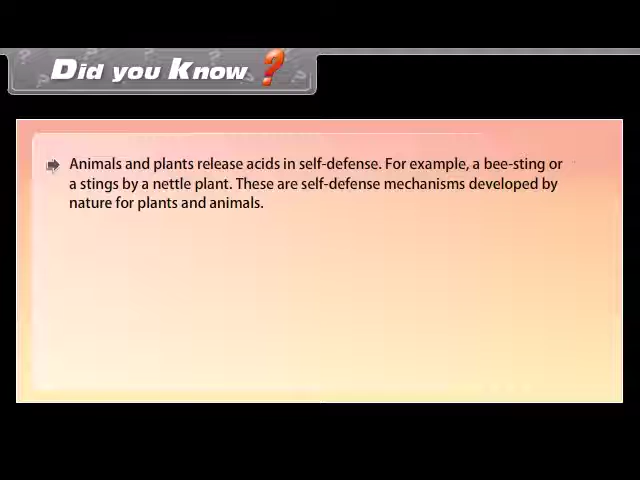 Did you Know ?
Animals and plants release acids in self-defense. For example, a bee-sting or
a stings by a nettle plant. These are self-defense mechanisms developed by
nature for plants and animals.